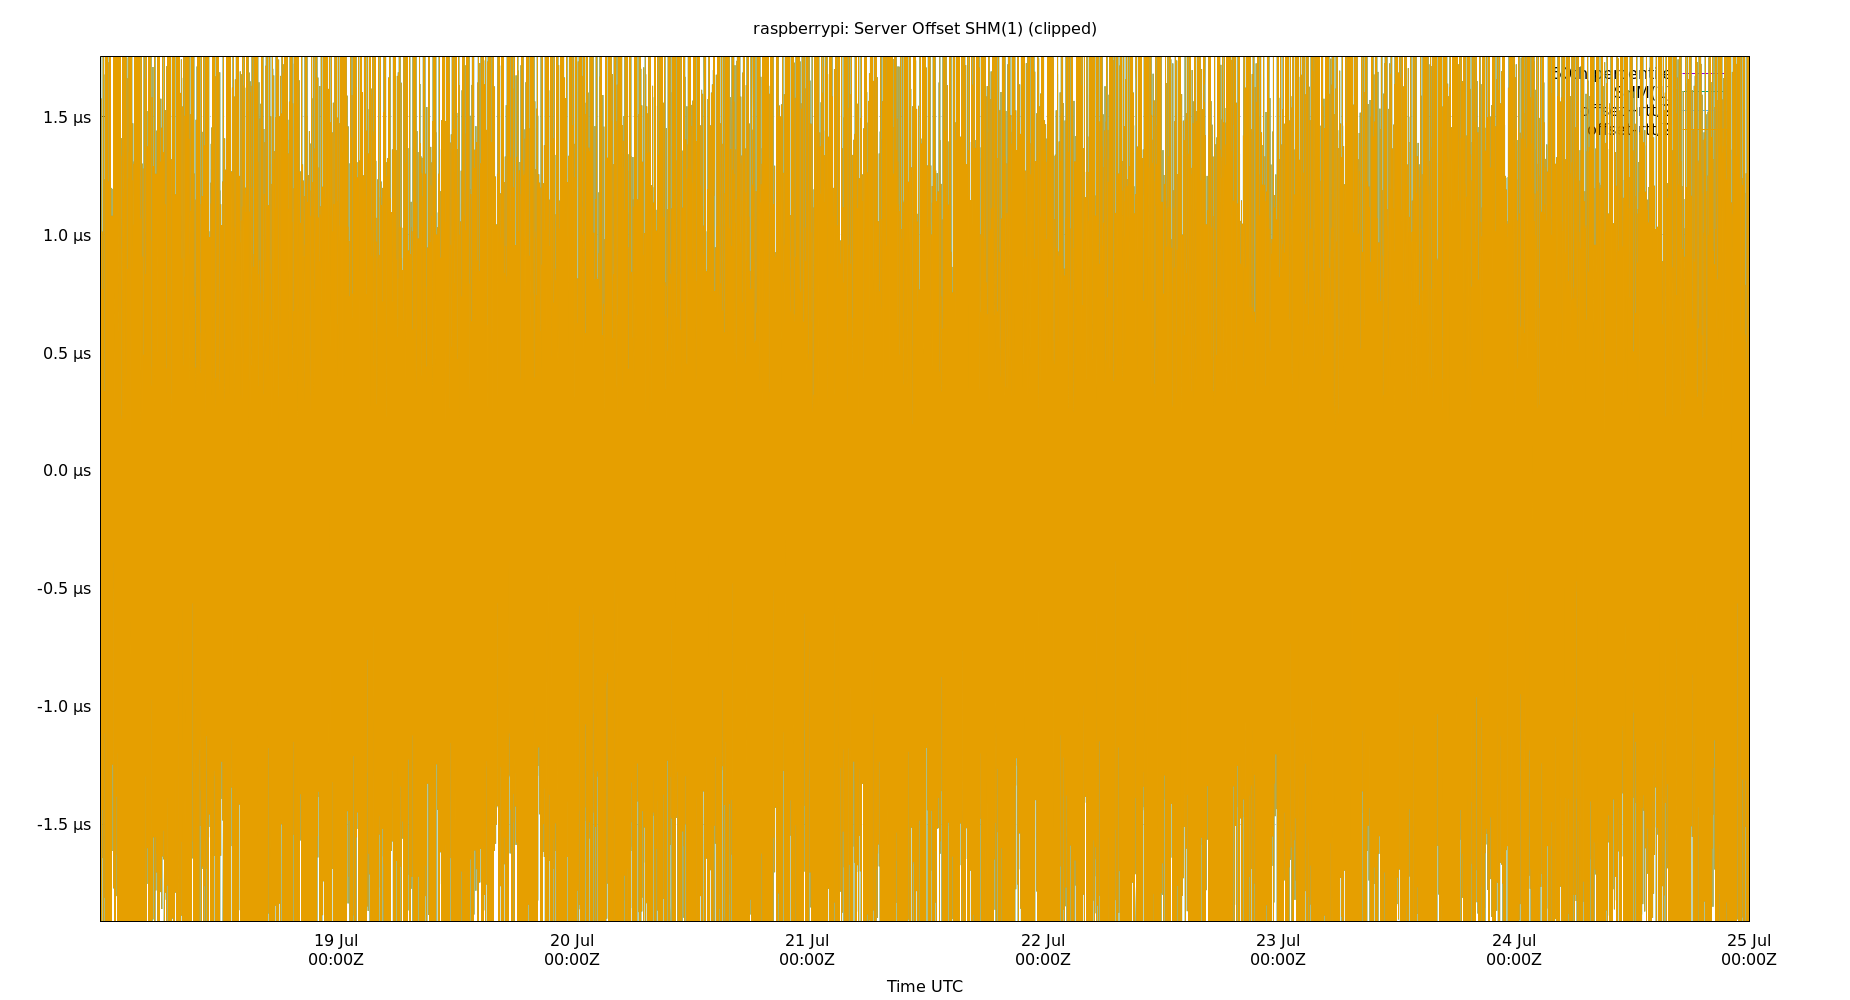 raspberrypi: Server Offset SHM(1) (clipped)
percentile
1.5 µs
1.0 µs
0.5 µs
0.0 µs
-0.5 µs
-1.0 µs
-1.5 µs
19 Jul 20 Jul 21 Jul 22 Jul 23 Jul 24 Jul 25 Jul
00:00Z 00:00Z 00:00Z 00:00Z 00:00Z 00:00Z 00:00Z
Time UTC